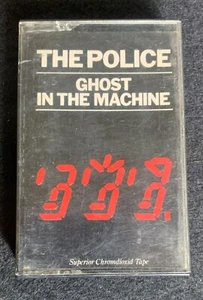 THE POLICE
GHOST
IN THE MACHINE
Superior Chromdioxid Tape